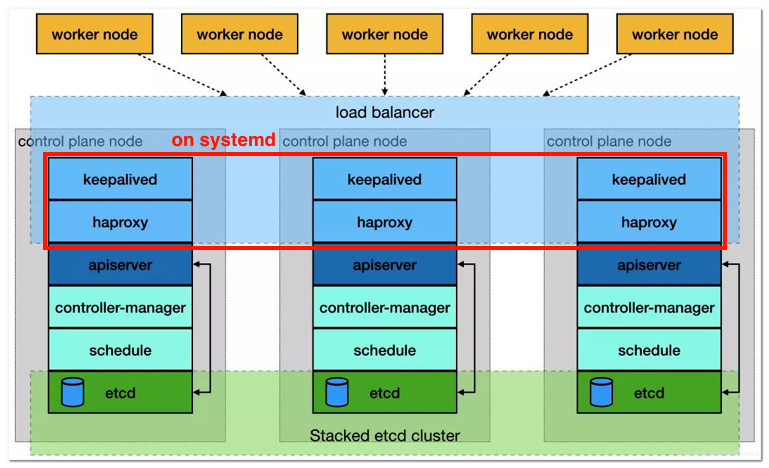 worker node
worker node
worker node
worker node
worker node
load balancer
control plane node
on systemd
control plane node
control plane node
keepalived
keepalived
keepalived
haproxy
haproxy
haproxy
apiserver
apiserver
apiserver
controller-manager
controller-manager
controller-manager
schedule
schedule
schedule
etcd
etcd
etcd
Stacked etcd cluster